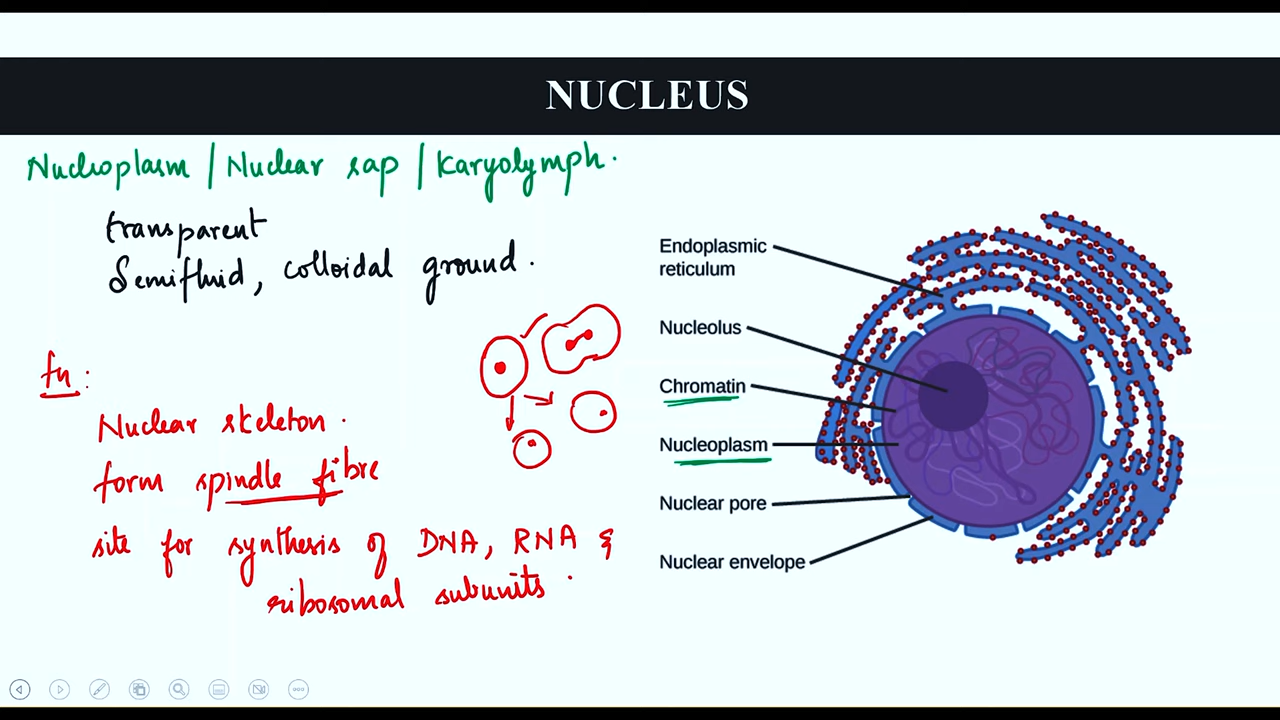 NUCLEUS
Nucleoplasm / Nuclear sap / Karyolymph.
transparent
Semifluid, colloidal ground.
fn:
Nuclear skeleton.
form spindle fibre
site for synthesis of DNA, RNA &
ribosomal subunits.
Endoplasmic
reticulum
Nucleolus
Chromatin
Nucleoplasm
Nuclear pore
Nuclear envelope